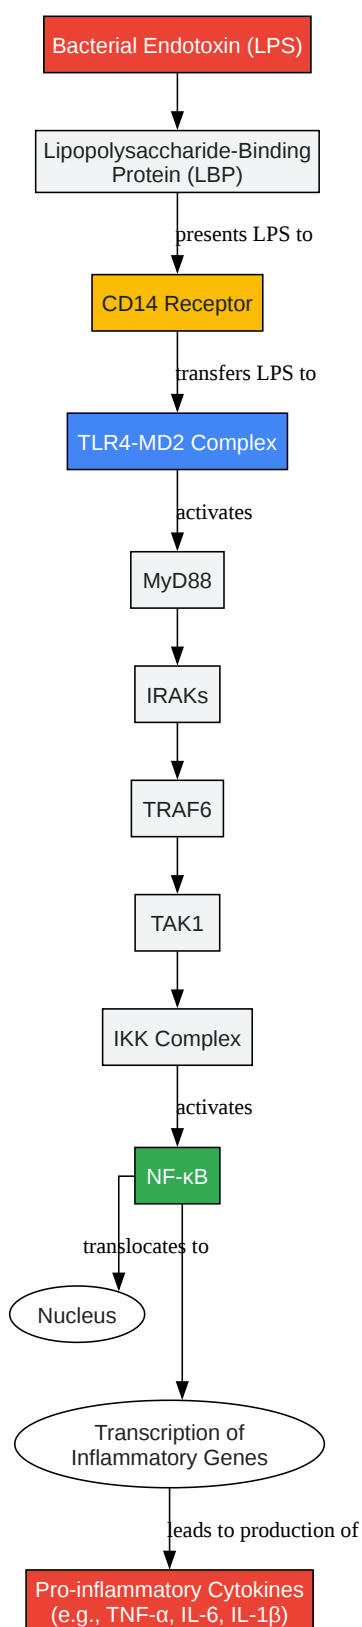 Bacterial Endotoxin (LPS)
Lipopolysaccharide-Binding
Protein (LBP)
presents LPS to
CD14 Receptor
transfers LPS to
TLR4-MD2 Complex
activates
MyD88
IRAKs
TRAF6
TAK1
IKK Complex
activates
NF-κB
translocates to
Nucleus
Transcription of
Inflammatory Genes
leads to production of
Pro-inflammatory Cytokines
(e.g., TNF-α, IL-6, IL-1β)